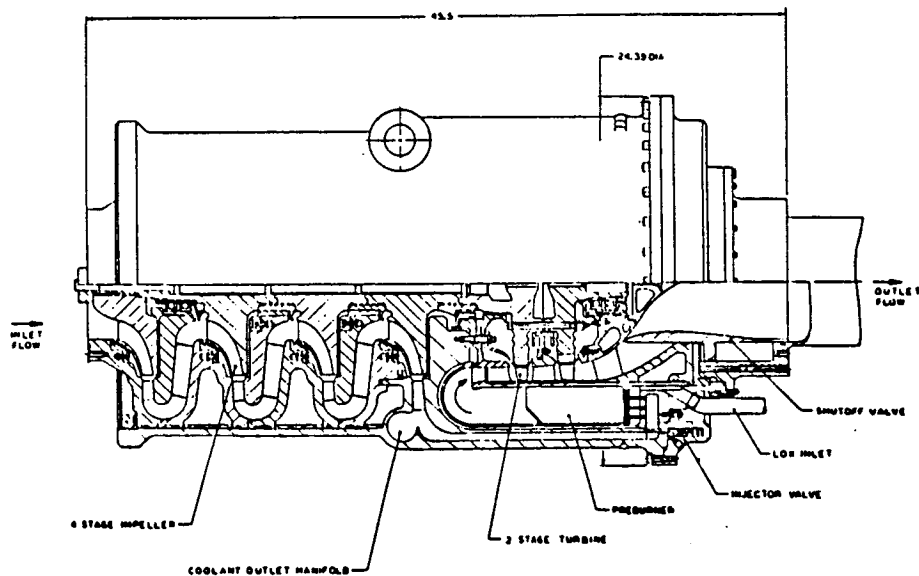 45.5
24.39 DIA
OUTLET
FLOW
INLET
FLOW
SHUTOFF VALVE
LOX INLET
INJECTOR VALVE
PREBURNER
4 STAGE IMPELLER
2 STAGE TURBINE
COOLANT OUTLET MANIFOLD